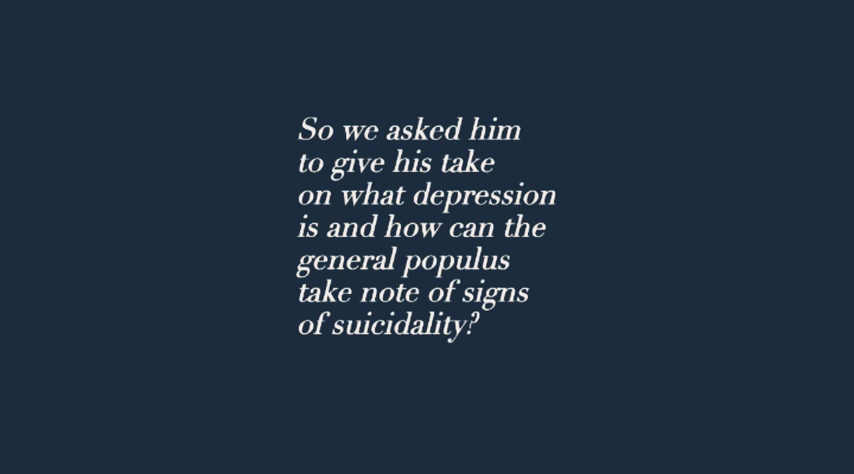 So we asked him
to give his take
on what depression
is and how can the
general populus
take note of signs
of suicidality?